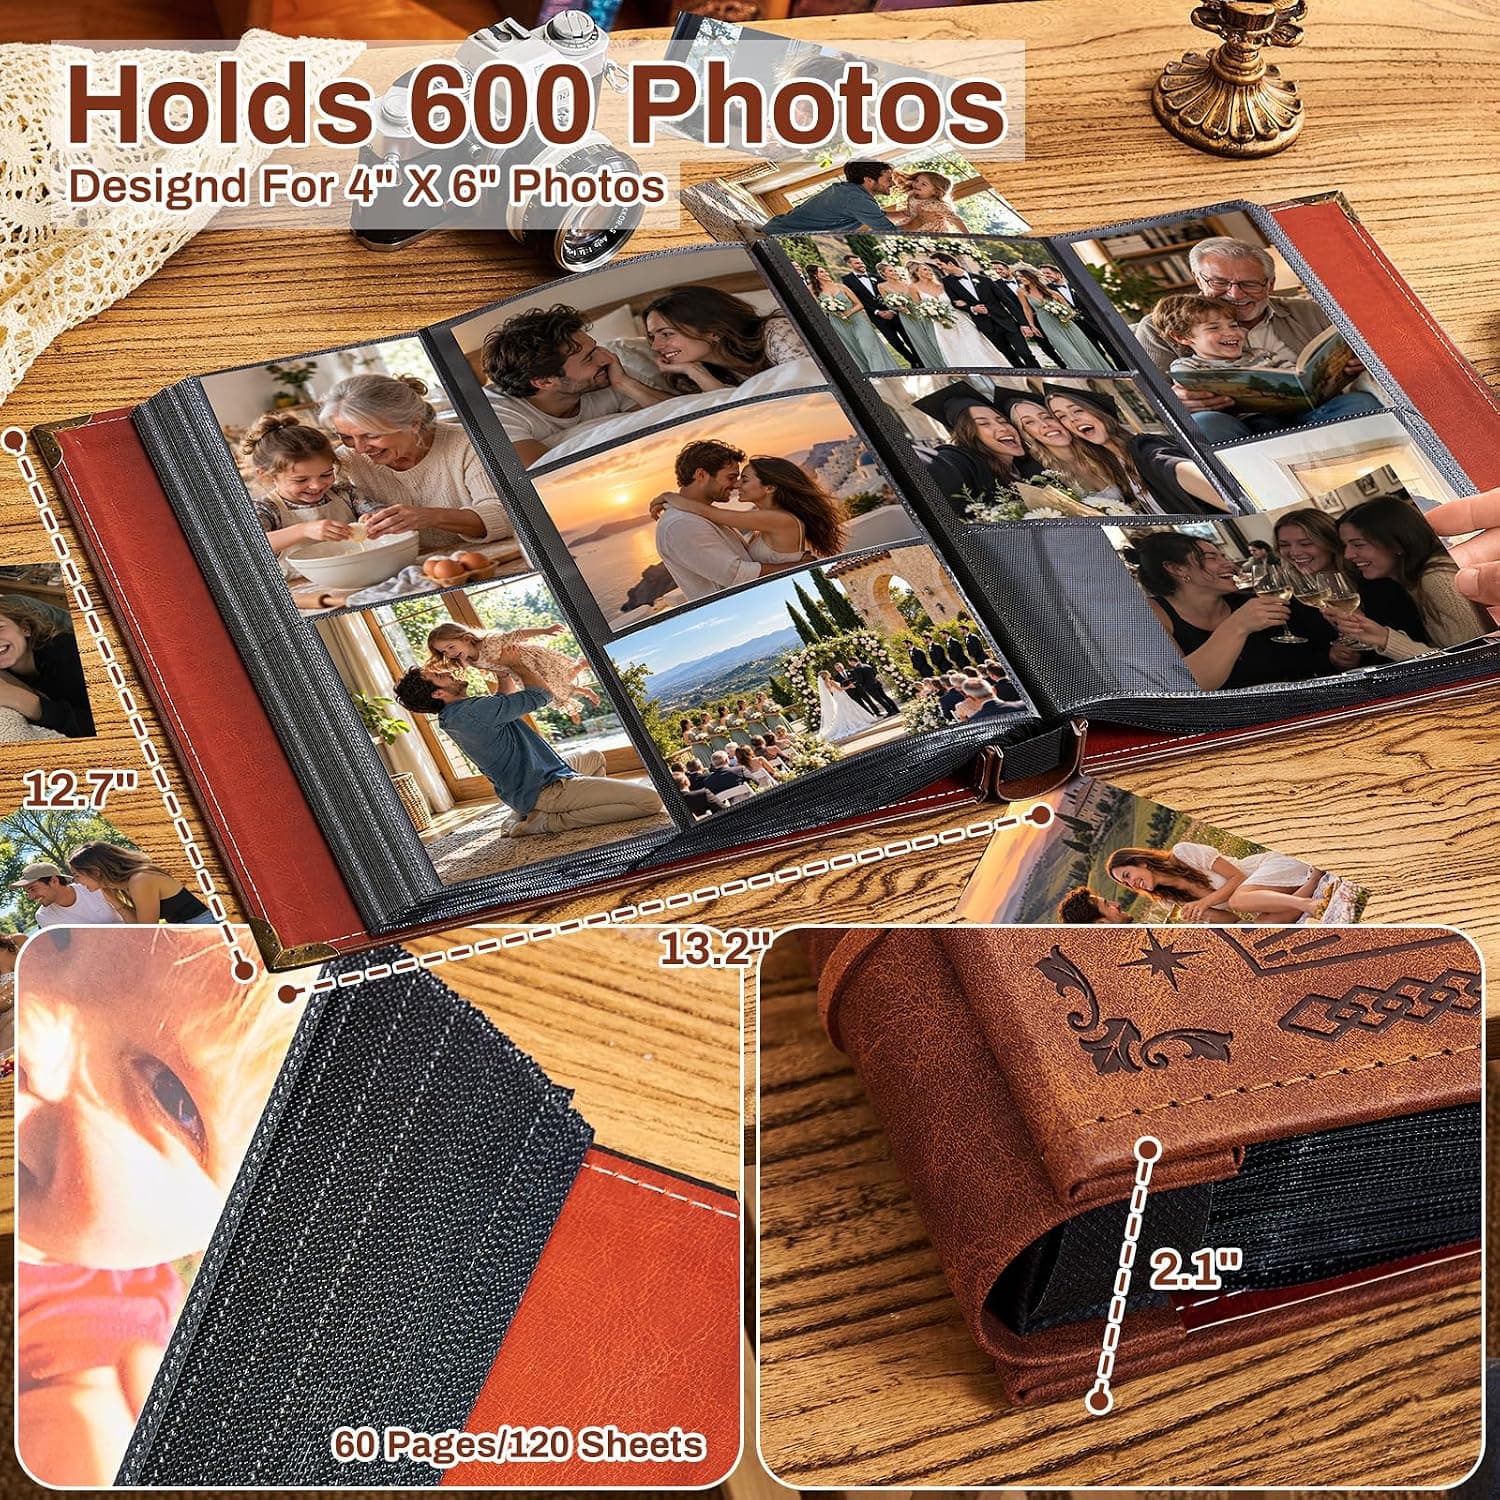 Holds 600 Photos
Designd For 4" X 6" Photos
12.7"
13.2"
60 Pages/120 Sheets
2.1"